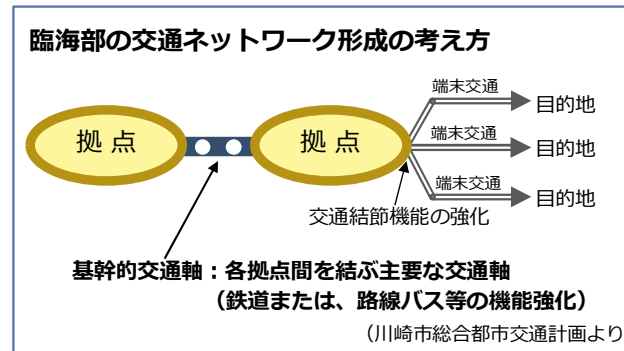 臨海部の交通ネットワーク形成の考え方
拠 点
拠 点
端末交通
目的地
端末交通
目的地
端末交通
目的地
交通結節機能の強化
基幹的交通軸：各拠点間を結ぶ主要な交通軸
（鉄道または、路線バス等の機能強化）
（川崎市総合都市交通計画より